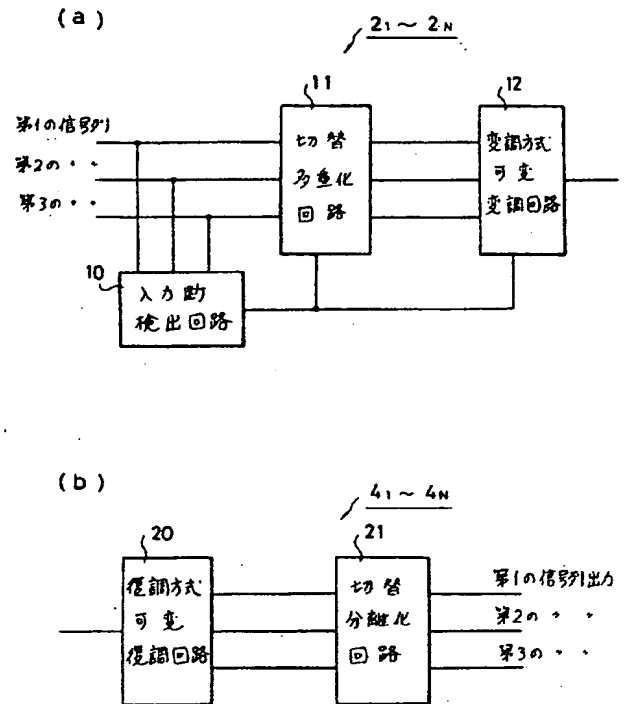 (a)
2₁ ~ 2ₙ
11
12
第1の信号列
第2の 〃 〃
第3の 〃 〃
切替
多重化
回路
変調方式
可変
変調回路
10
入力断
検出回路
(b)
4₁ ~ 4ₙ
20
21
復調方式
可変
復調回路
切替
分離化
回路
第1の信号列出力
第2の 〃 〃
第3の 〃 〃